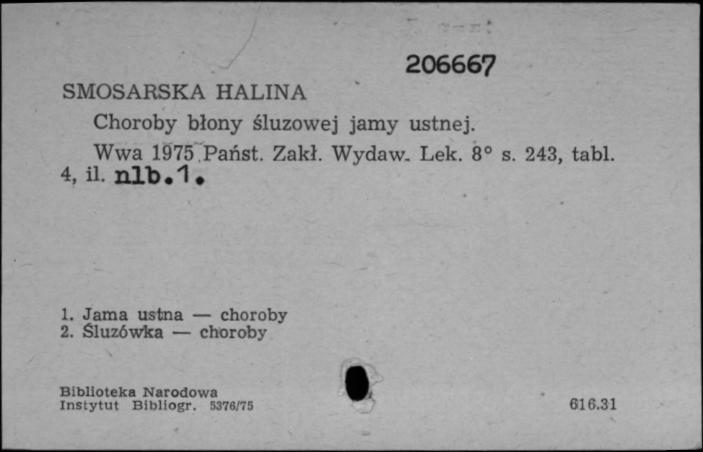 206667
SMOSARSKA HALINA
Choroby błony śluzowej jamy ustnej.
Wwa 1975 Państ. Zakł. Wydaw. Lek. 8° s. 243, tabl.
4, il. nlb.1.
1. Jama ustna — choroby
2. Śluzówka — choroby
Biblioteka Narodowa
Instytut Bibliogr. 5376/75
616.31